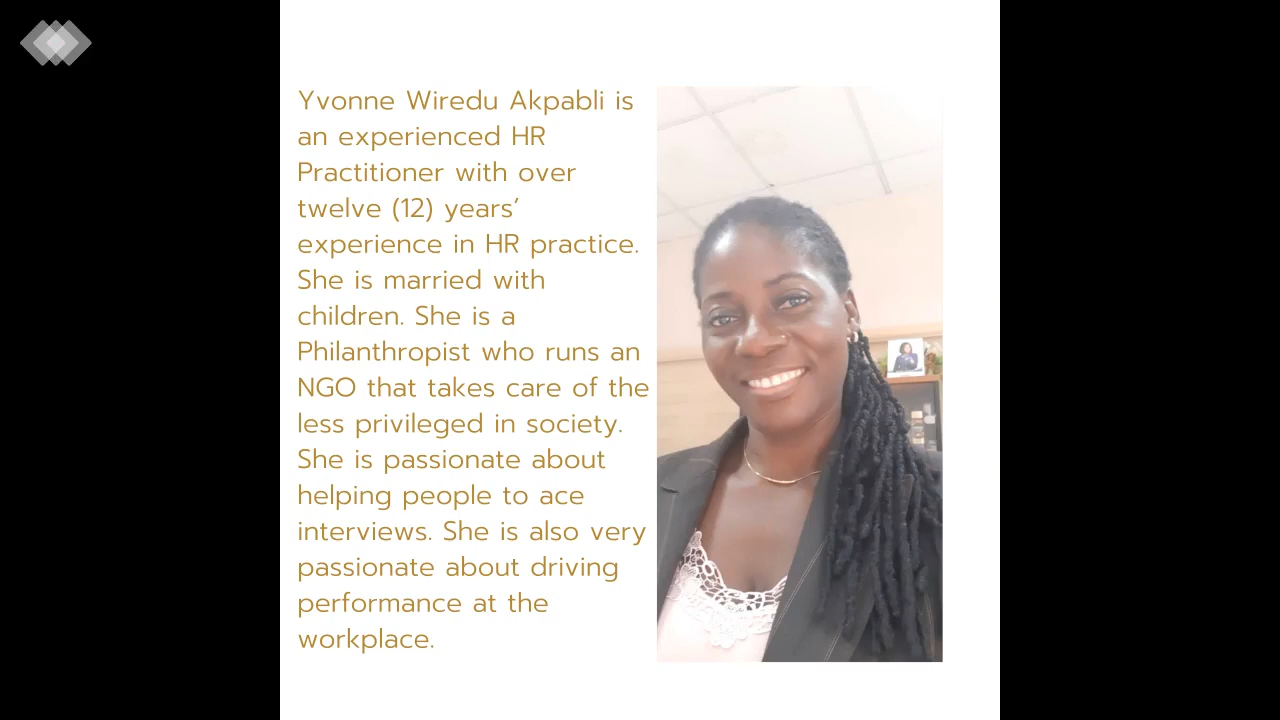 Yvonne Wiredu Akpabli is
an experienced HR
Practitioner with over
twelve (12) years’
experience in HR practice.
She is married with
children. She is a
Philanthropist who runs an
NGO that takes care of the
less privileged in society.
She is passionate about
helping people to ace
interviews. She is also very
passionate about driving
performance at the
workplace.